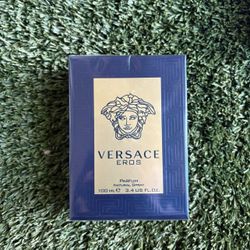 VERSACE
EROS
PARFUM
NATURAL SPRAY
100 ml ℮ 3.4 US FL.OZ.